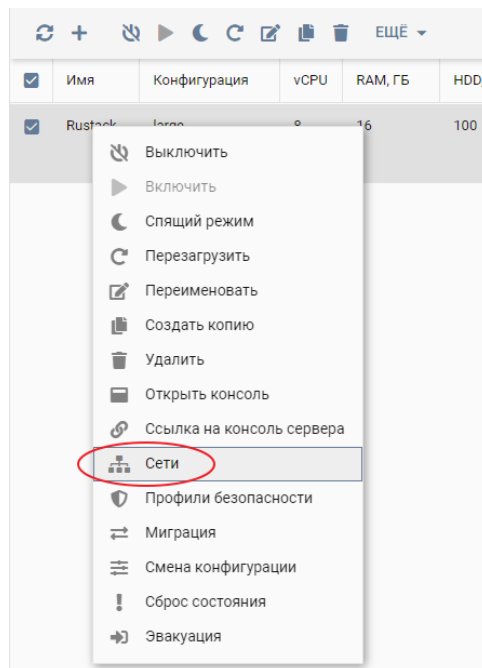 ЕЩЁ
Имя Конфигурация vCPU RAM, ГБ HDD,
Rustack large 8 16 100
Выключить
Включить
Спящий режим
Перезагрузить
Переименовать
Создать копию
Удалить
Открыть консоль
Ссылка на консоль сервера
Сети
Профили безопасности
Миграция
Смена конфигурации
Сброс состояния
Эвакуация